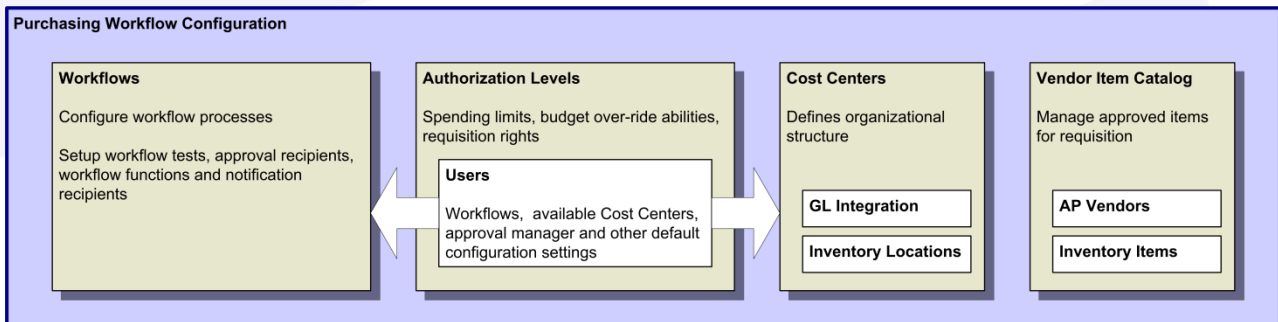 Purchasing Workflow Configuration
Workflows
Configure workflow processes
Setup workflow tests, approval recipients,
workflow functions and notification
recipients
Authorization Levels
Spending limits, budget over-ride abilities,
requisition rights
Users
Workflows, available Cost Centers,
approval manager and other default
configuration settings
Cost Centers
Defines organizational
structure
GL Integration
Inventory Locations
Vendor Item Catalog
Manage approved items
for requisition
AP Vendors
Inventory Items